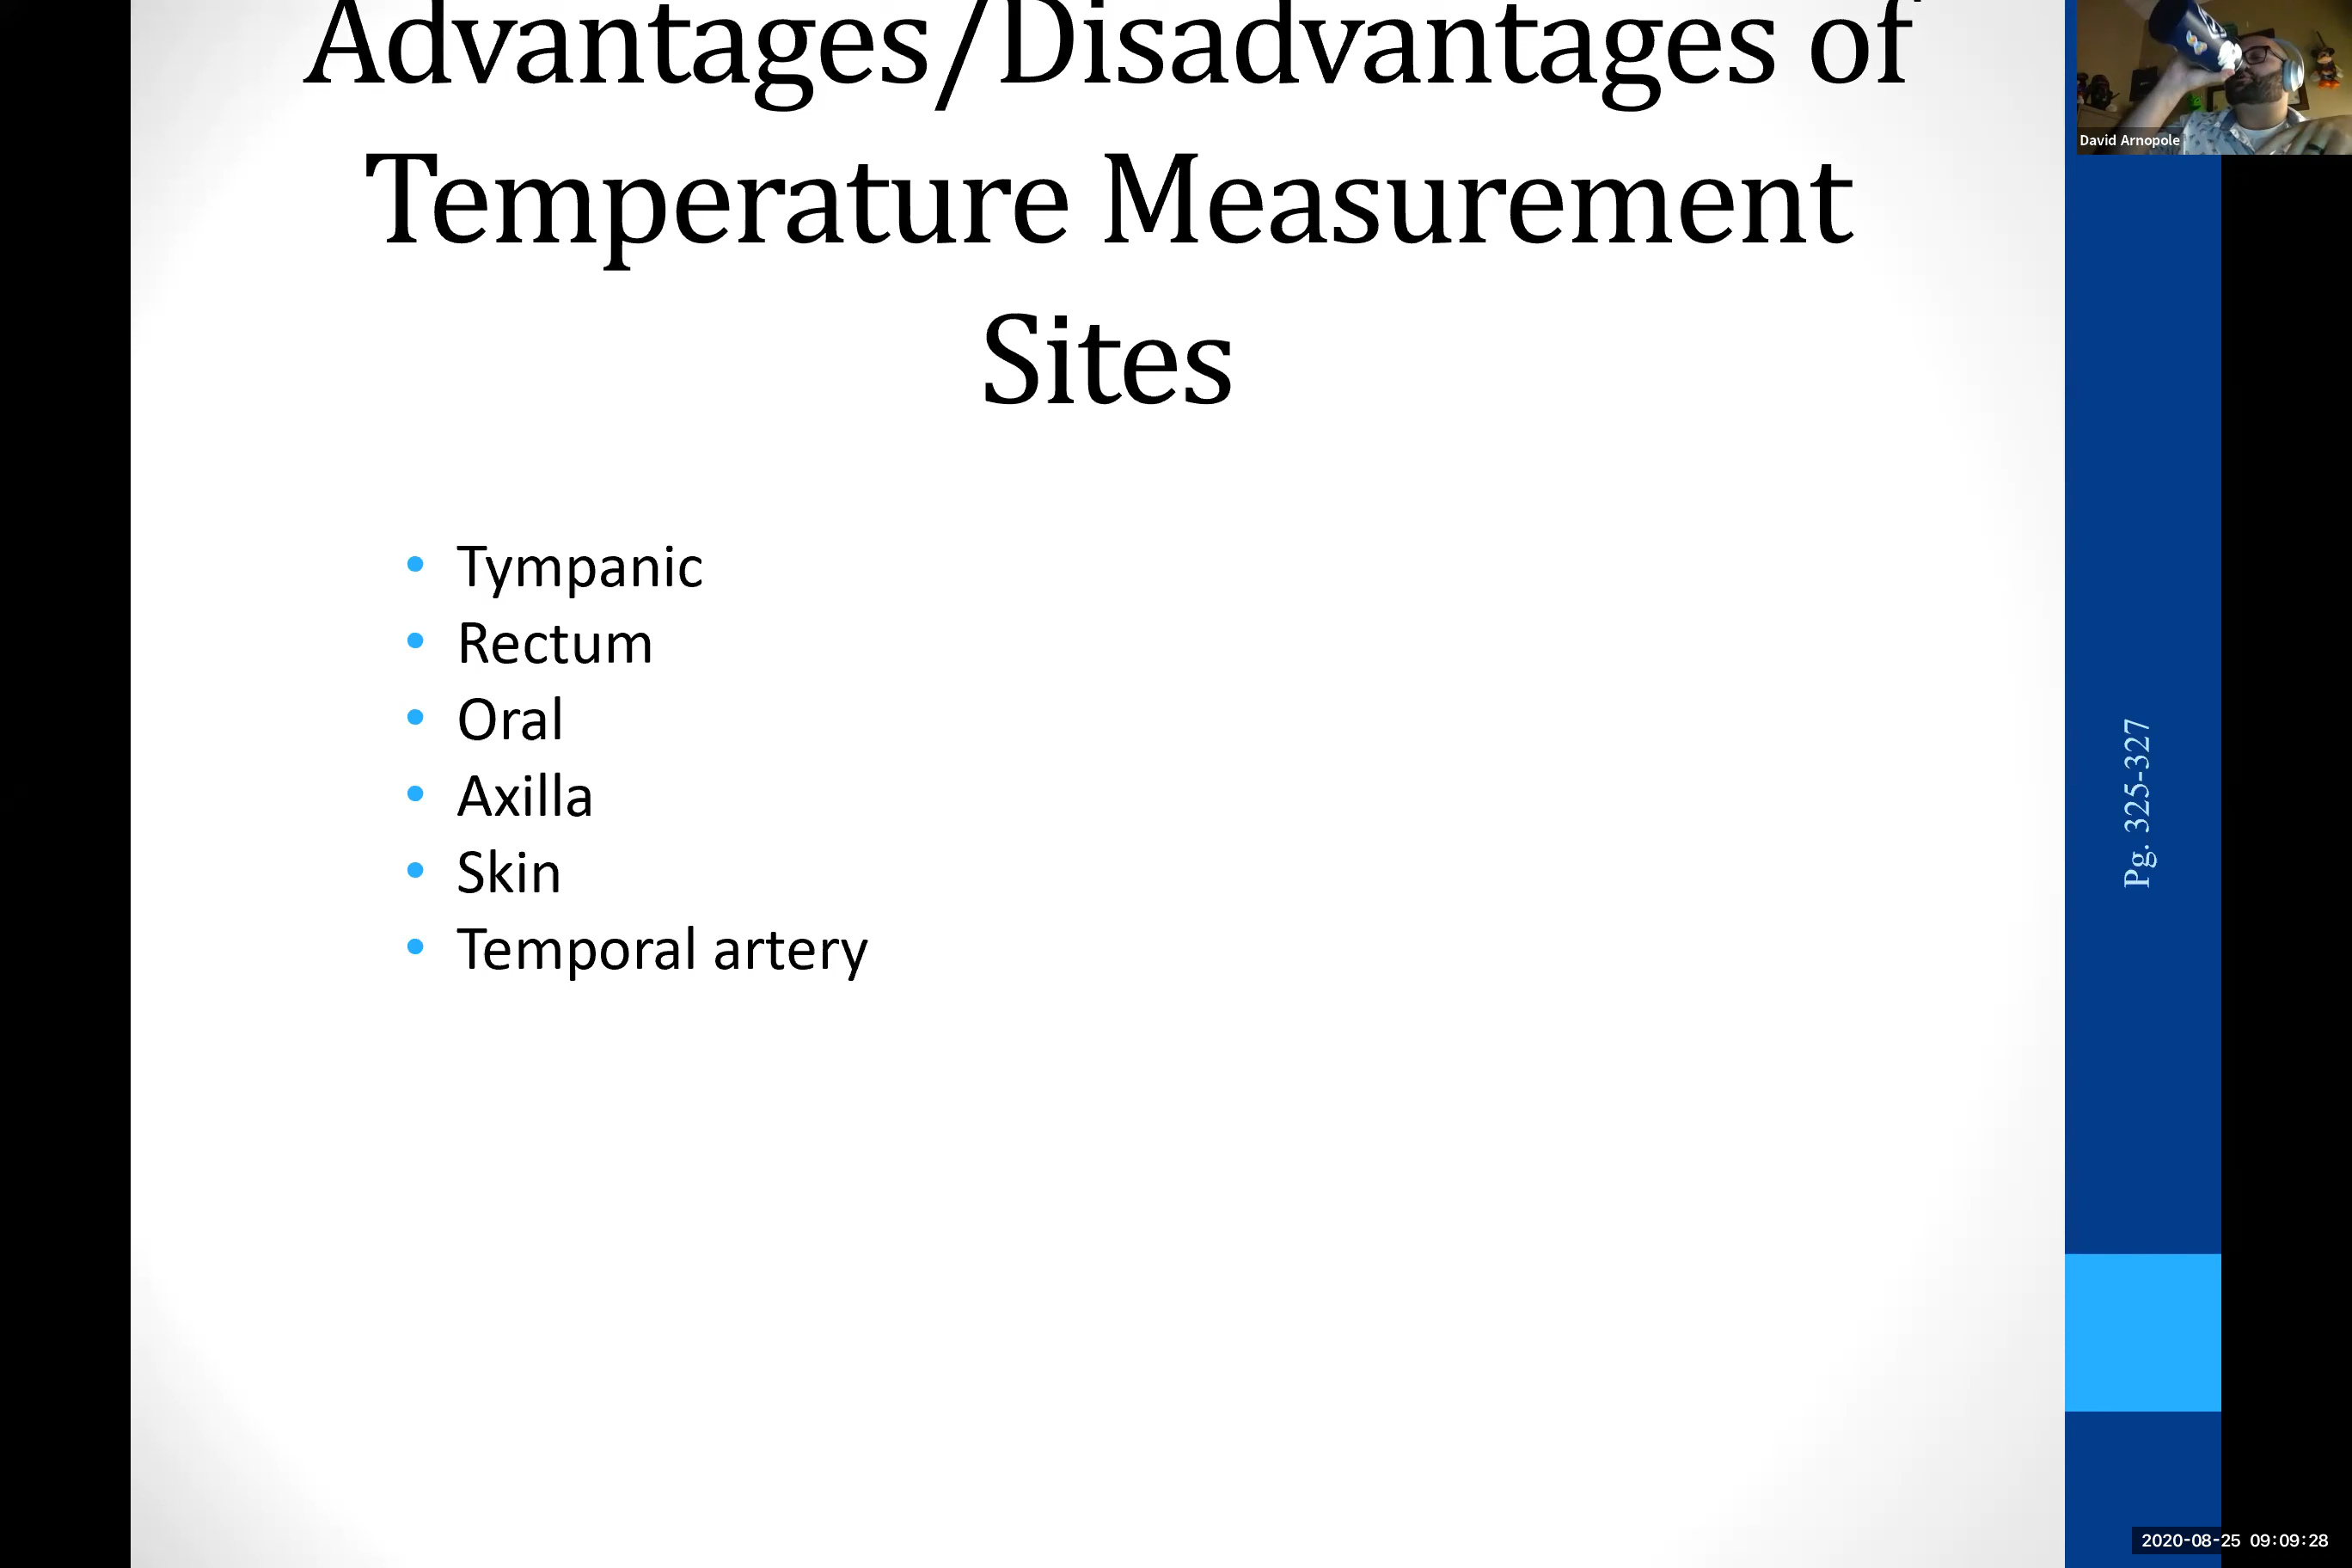 Advantages/Disadvantages of
Temperature Measurement
Sites
• Tympanic
• Rectum
• Oral
• Axilla
• Skin
• Temporal artery
David Arnopole
Pg. 325-327
2020-08-25 09:09:28